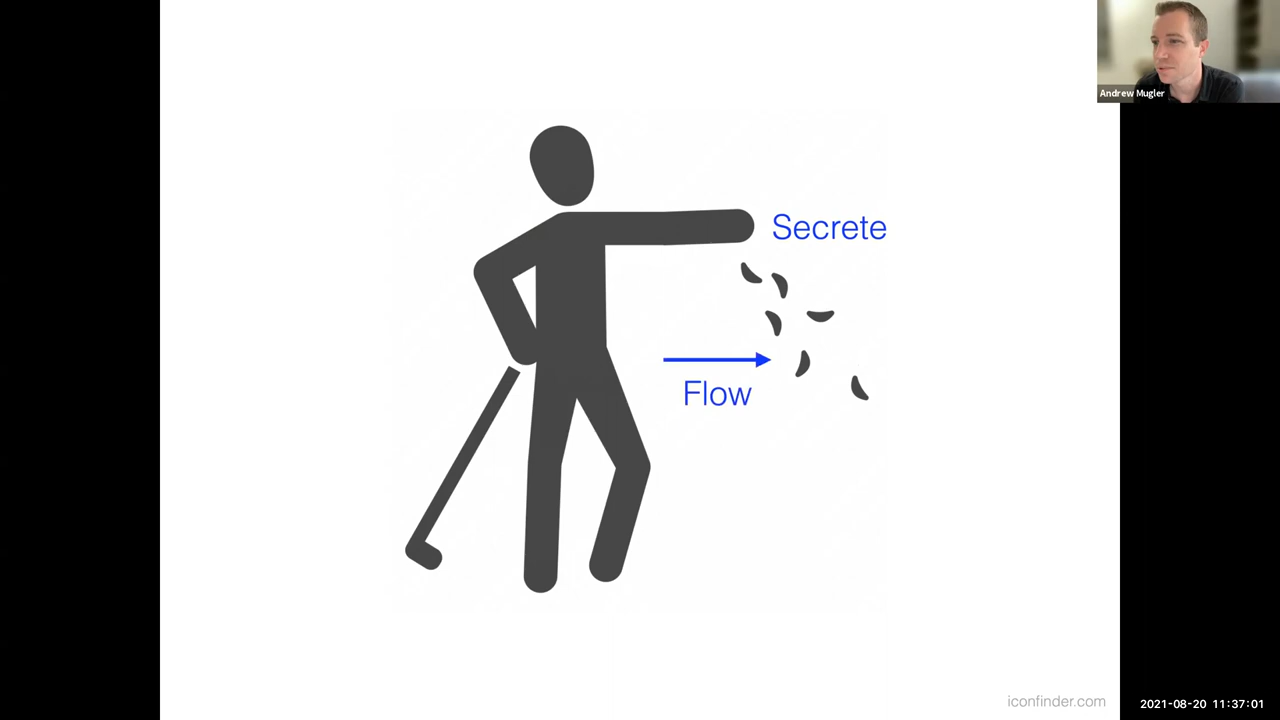 Andrew Mugler
Secrete
Flow
iconfinder.com
2021-08-20 11:37:01